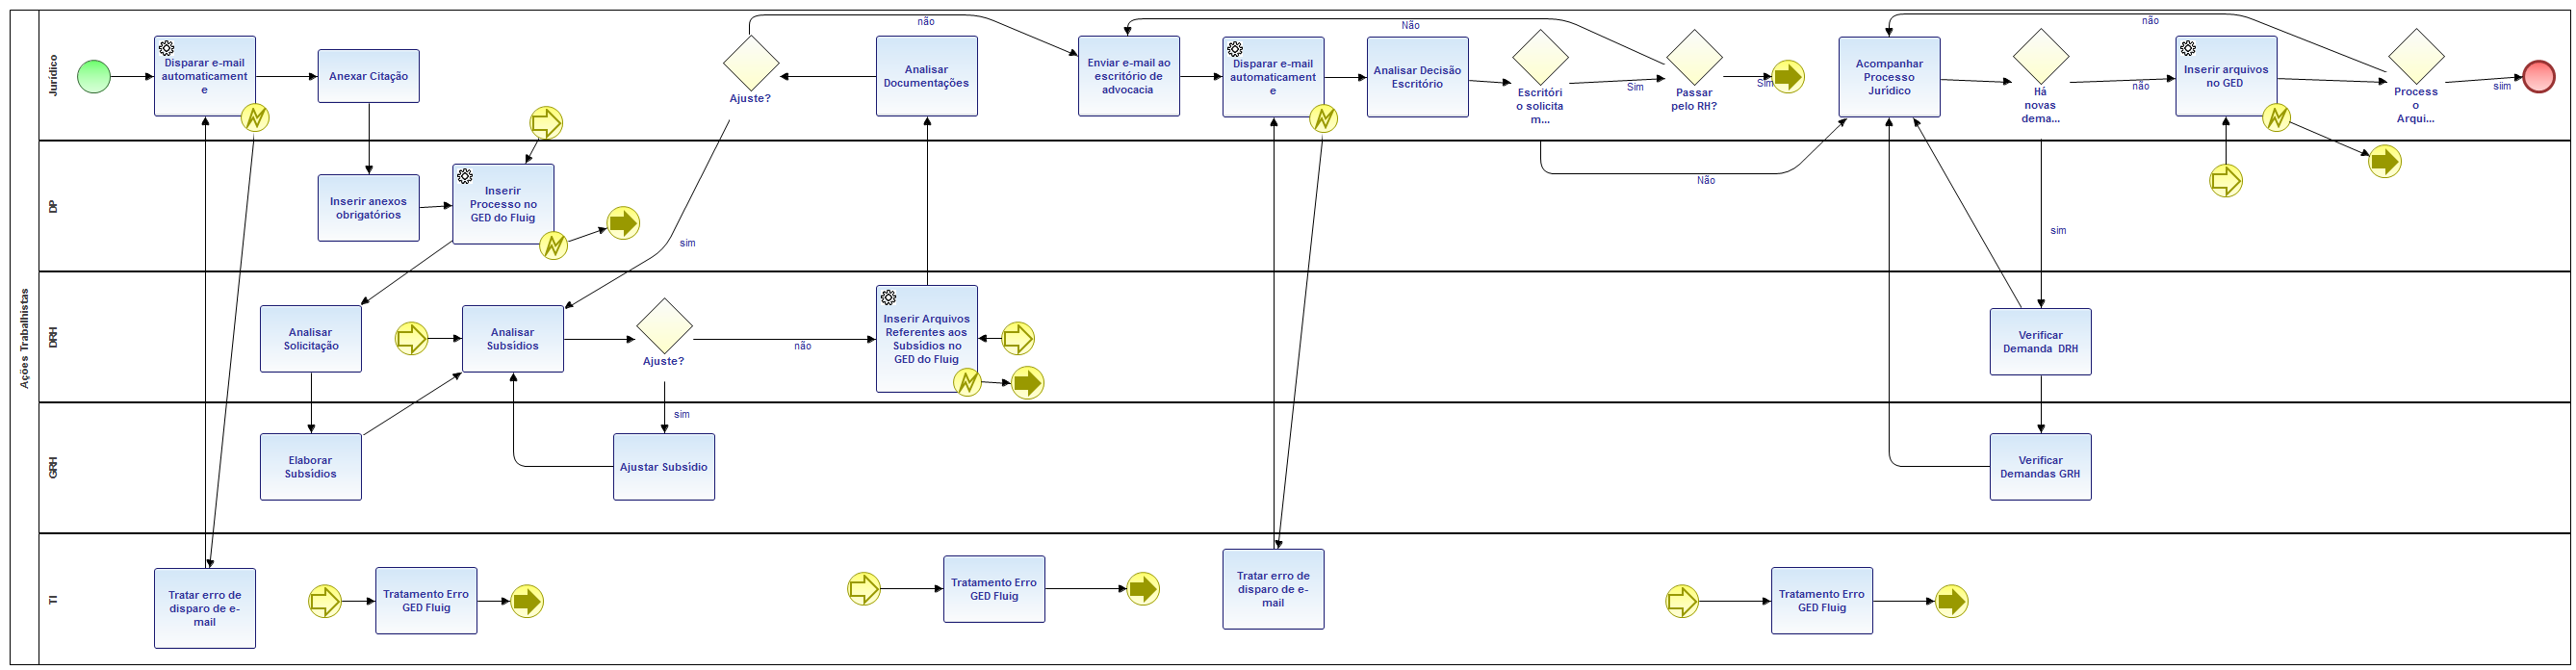 Ações Trabalhistas
Jurídico
Disparar e-mail
automaticament
e
Anexar Citação
Ajuste?
não
Analisar
Documentações
Enviar e-mail ao
escritório de
advocacia
Disparar e-mail
automaticament
e
Analisar Decisão
Escritório
Escritóri
o solicita
m...
Sim
Não
Passar
pelo RH?
Sim
Acompanhar
Processo
Jurídico
Há
novas
dema...
não
Inserir arquivos
no GED
não
Process
o
Arqui...
siim
DP
Inserir anexos
obrigatórios
Inserir
Processo no
GED do Fluig
sim
Não
sim
DRH
Analisar
Solicitação
Analisar
Subsídios
Ajuste?
não
Inserir Arquivos
Referentes aos
Subsídios no
GED do Fluig
Verificar
Demanda DRH
GRH
Elaborar
Subsídios
sim
Ajustar Subsídio
Verificar
Demandas GRH
TI
Tratar erro de
disparo de e-
mail
Tratamento Erro
GED Fluig
Tratamento Erro
GED Fluig
Tratar erro de
disparo de e-
mail
Tratamento Erro
GED Fluig